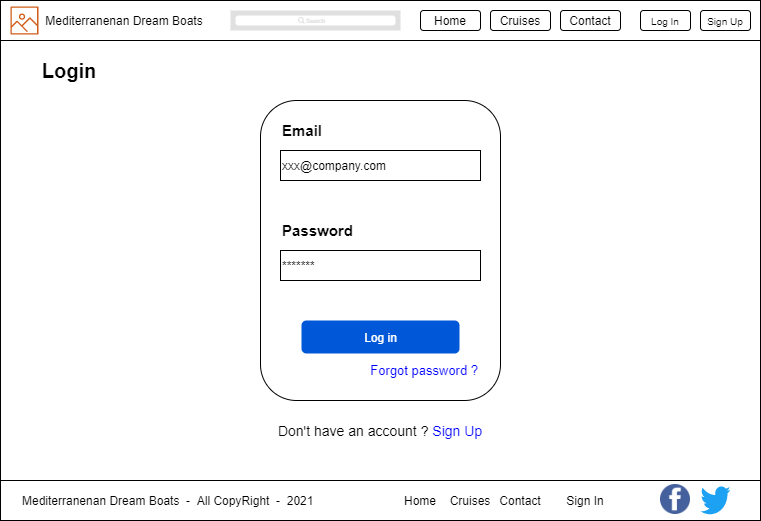 Mediterranenan Dream Boats Search Home Cruises Contact Log In Sign Up
Login
Email
xxx@company.com
Password
*******
Log in
Forgot password ?
Don't have an account ? Sign Up
Mediterranenan Dream Boats - All CopyRight - 2021 Home Cruises Contact Sign In